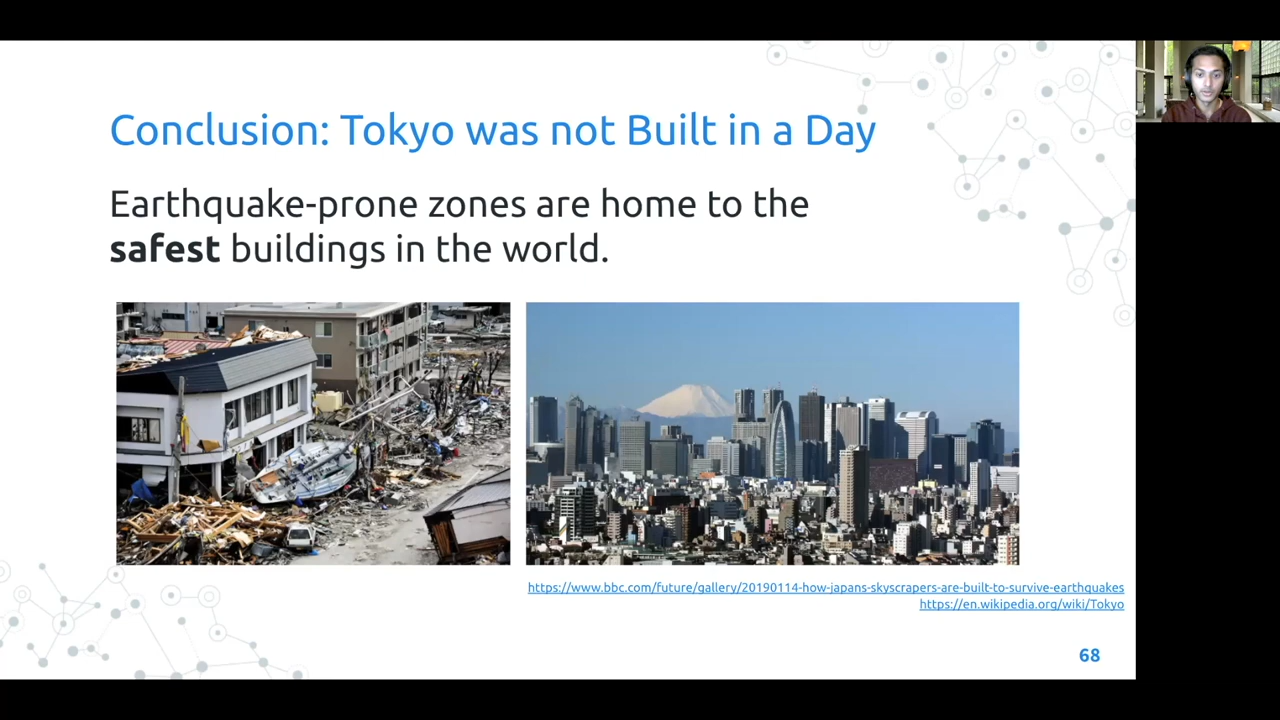 Conclusion: Tokyo was not Built in a Day
Earthquake-prone zones are home to the
safest buildings in the world.
https://www.bbc.com/future/gallery/20190114-how-japans-skyscrapers-are-built-to-survive-earthquakes
https://en.wikipedia.org/wiki/Tokyo
68